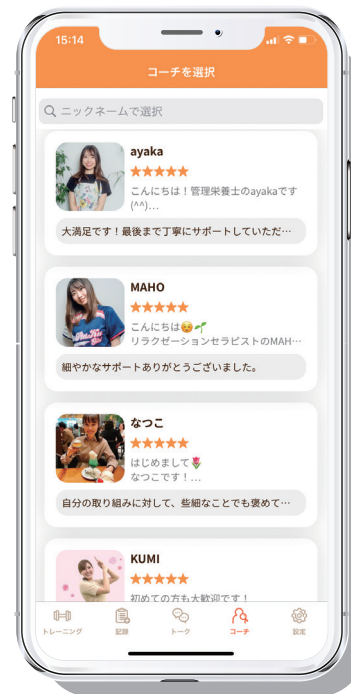 15:14
コーチを選択
ニックネームで選択
ayaka
こんにちは！管理栄養士のayakaです
(^^)…
大満足です！最後まで丁寧にサポートしていただ…
MAHO
こんにちは🥺🌱
リラクゼーションセラピストのMAH…
細やかなサポートありがとうございました。
なつこ
はじめまして🌷
なつこです！…
自分の取り組みに対して、些細なことでも褒めて…
KUMI
初めての方も大歓迎です！
トレーニング
記録
トーク
コーチ
設定